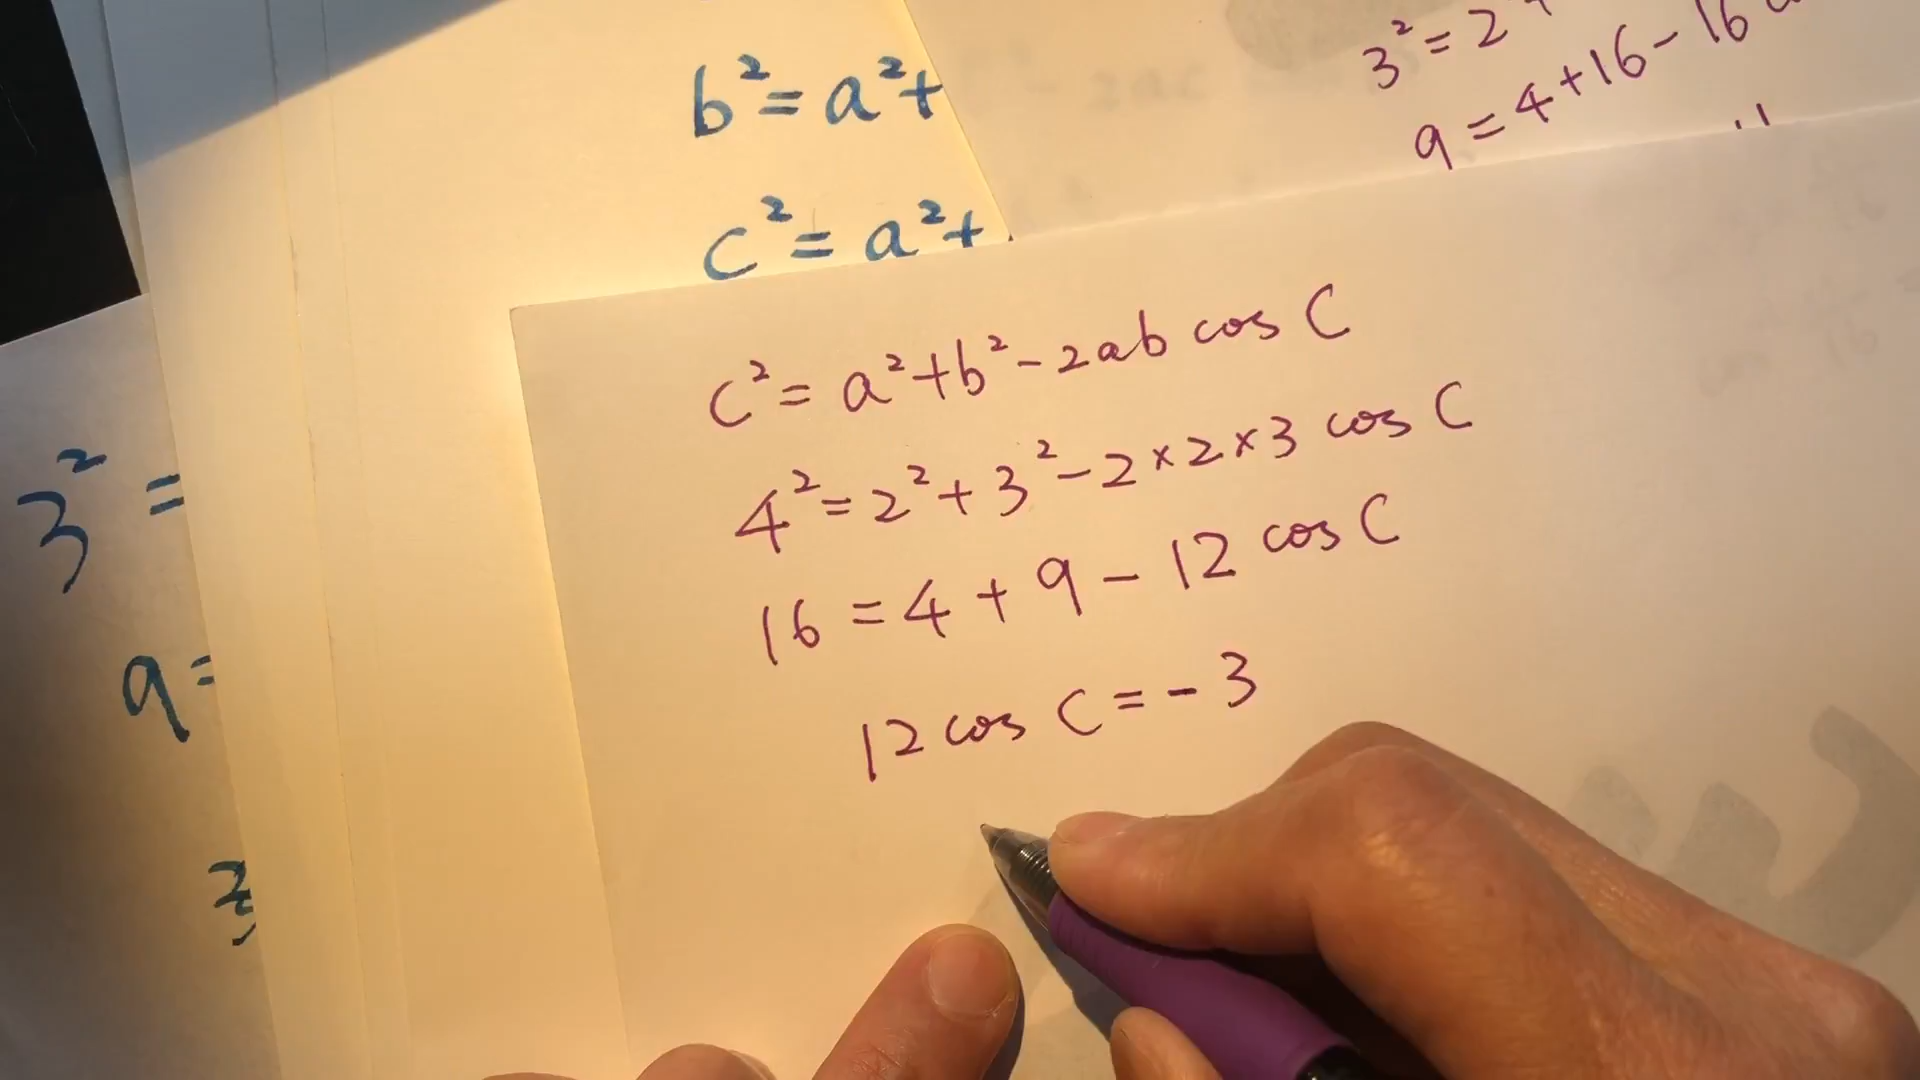 b² = a² +
c² = a² +
3² = 2
9 = 4 + 16 - 16
3² =
9 =
c² = a² + b² - 2ab cos C
4² = 2² + 3² - 2 × 2 × 3 cos C
16 = 4 + 9 - 12 cos C
12 cos C = - 3